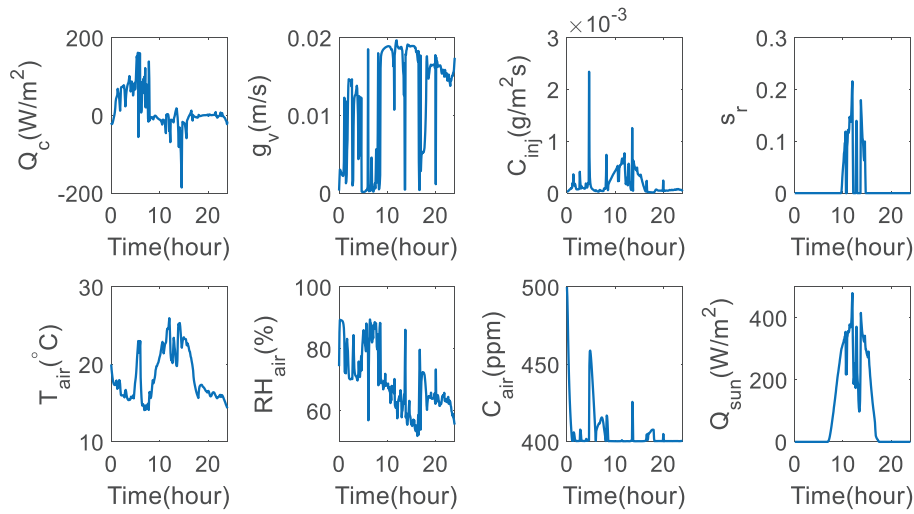 × 10⁻³
200
0
-200
Q_c(W/m²)
0 10 20
Time(hour)
0.02
0.01
0
g_v(m/s)
0 10 20
Time(hour)
3
2
1
0
C_inj(g/m²s)
0 10 20
Time(hour)
0.3
0.2
0.1
0
s_r
0 10 20
Time(hour)
30
20
10
T_air(°C)
0 10 20
Time(hour)
100
80
60
RH_air(%)
0 10 20
Time(hour)
500
450
400
C_air(ppm)
0 10 20
Time(hour)
400
200
0
Q_sun(W/m²)
0 10 20
Time(hour)